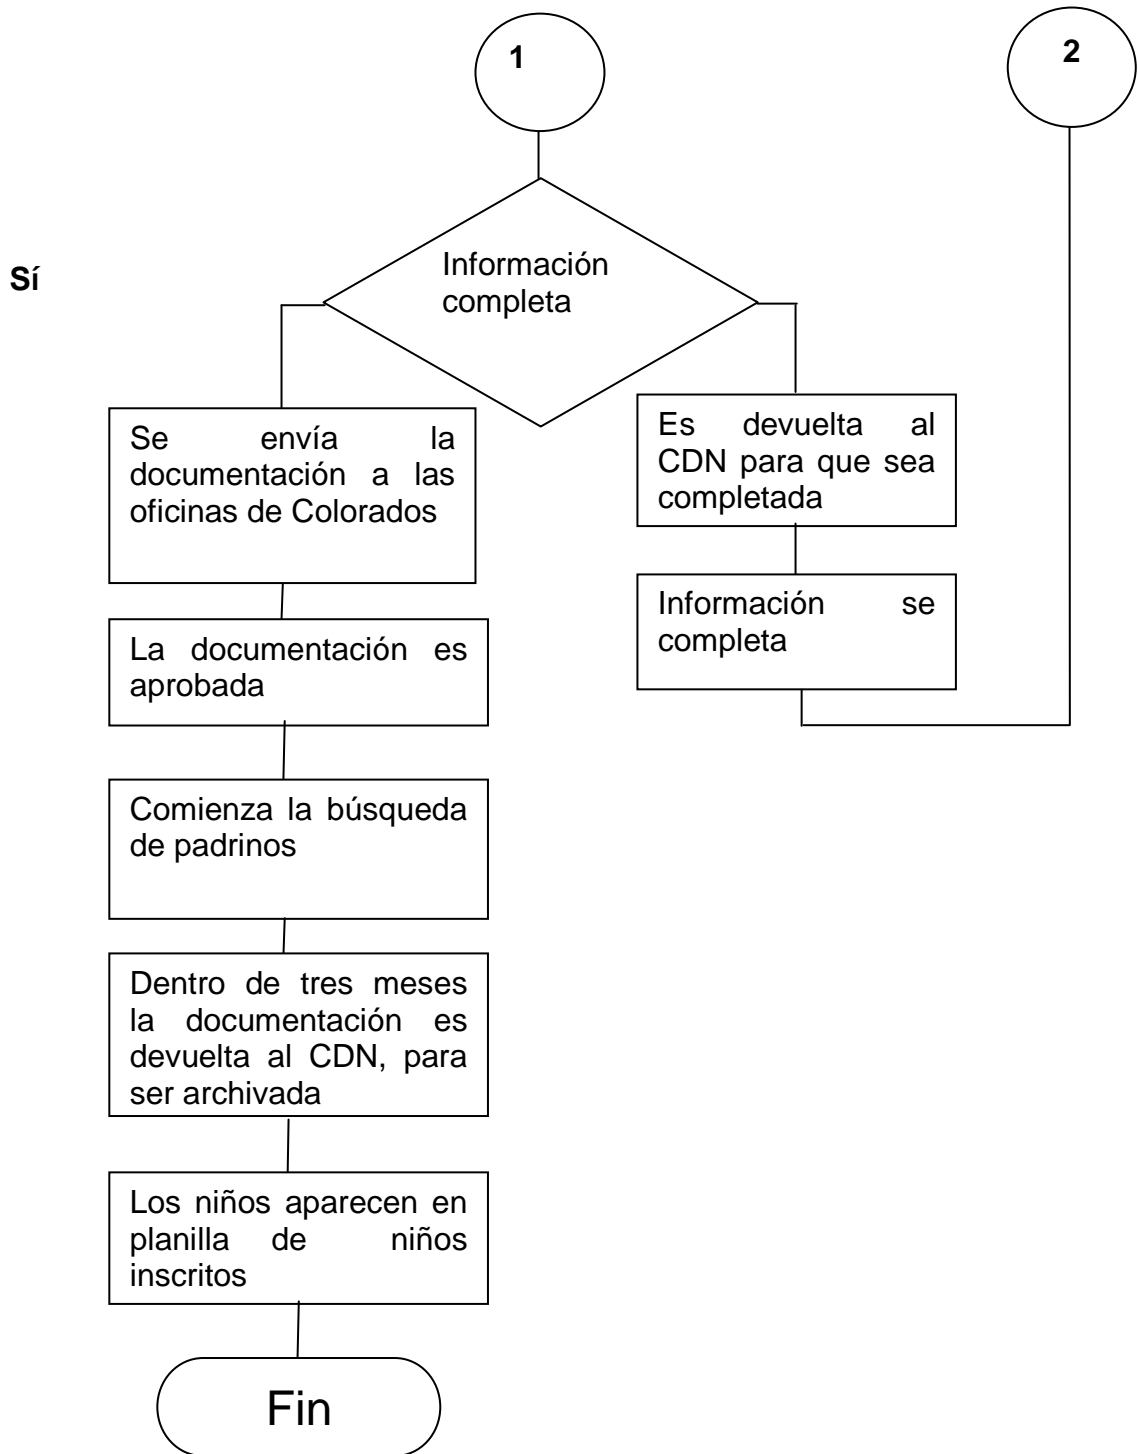 1
2
Sí
Información
completa
Se envía la
documentación a las
oficinas de Colorados
Es devuelta al
CDN para que sea
completada
Información se
completa
La documentación es
aprobada
Comienza la búsqueda
de padrinos
Dentro de tres meses
la documentación es
devuelta al CDN, para
ser archivada
Los niños aparecen en
planilla de niños
inscritos
Fin